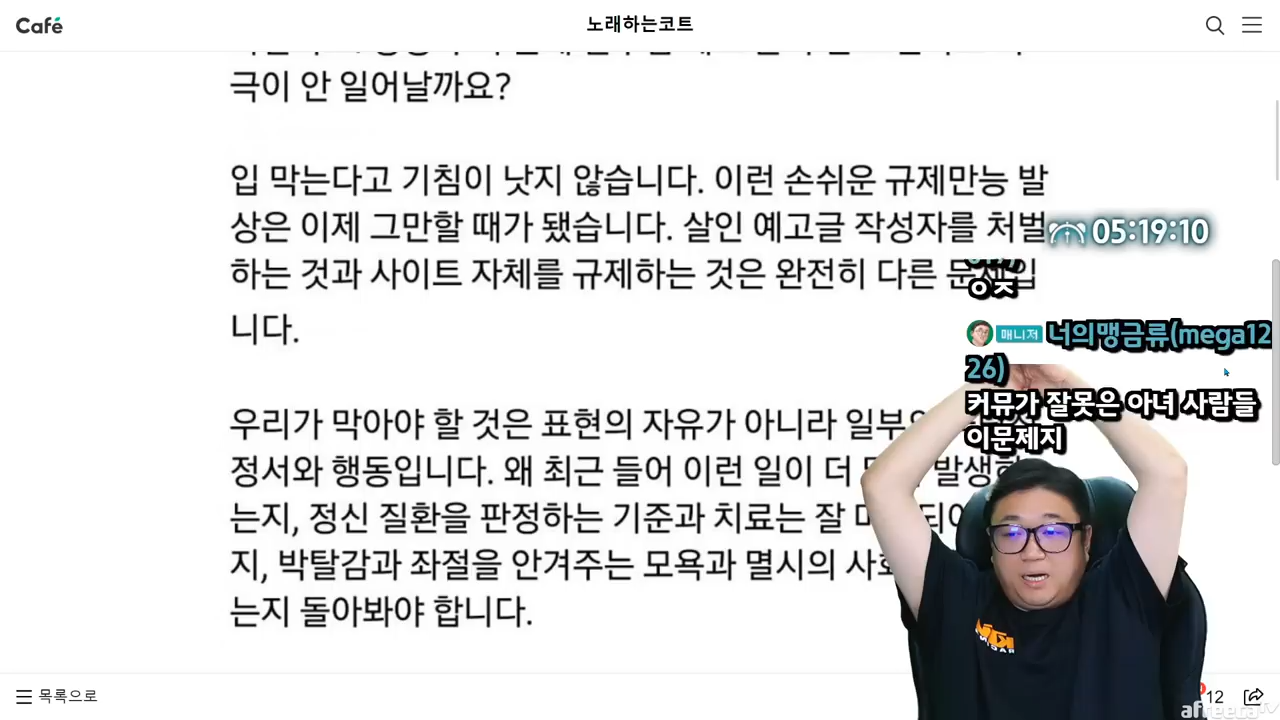 Café
노래하는코트
극이 안 일어날까요?
입 막는다고 기침이 낫지 않습니다. 이런 손쉬운 규제만능 발
상은 이제 그만할 때가 됐습니다. 살인 예고글 작성자를 처벌
하는 것과 사이트 자체를 규제하는 것은 완전히 다른 문제입
니다.
우리가 막아야 할 것은 표현의 자유가 아니라
정서와 행동입니다. 왜 최근 들어 이런 일이 더
는지, 정신 질환을 판정하는 기준과 치료는 잘
지, 박탈감과 좌절을 안겨주는 모욕과 멸시의
는지 돌아봐야 합니다.
05:19:10
ㅇㅈ
매니저 너의맹금류(mega12
26)
커뮤가 잘못은 아녀 사람들
이문제지
목록으로
12
afreecaTV